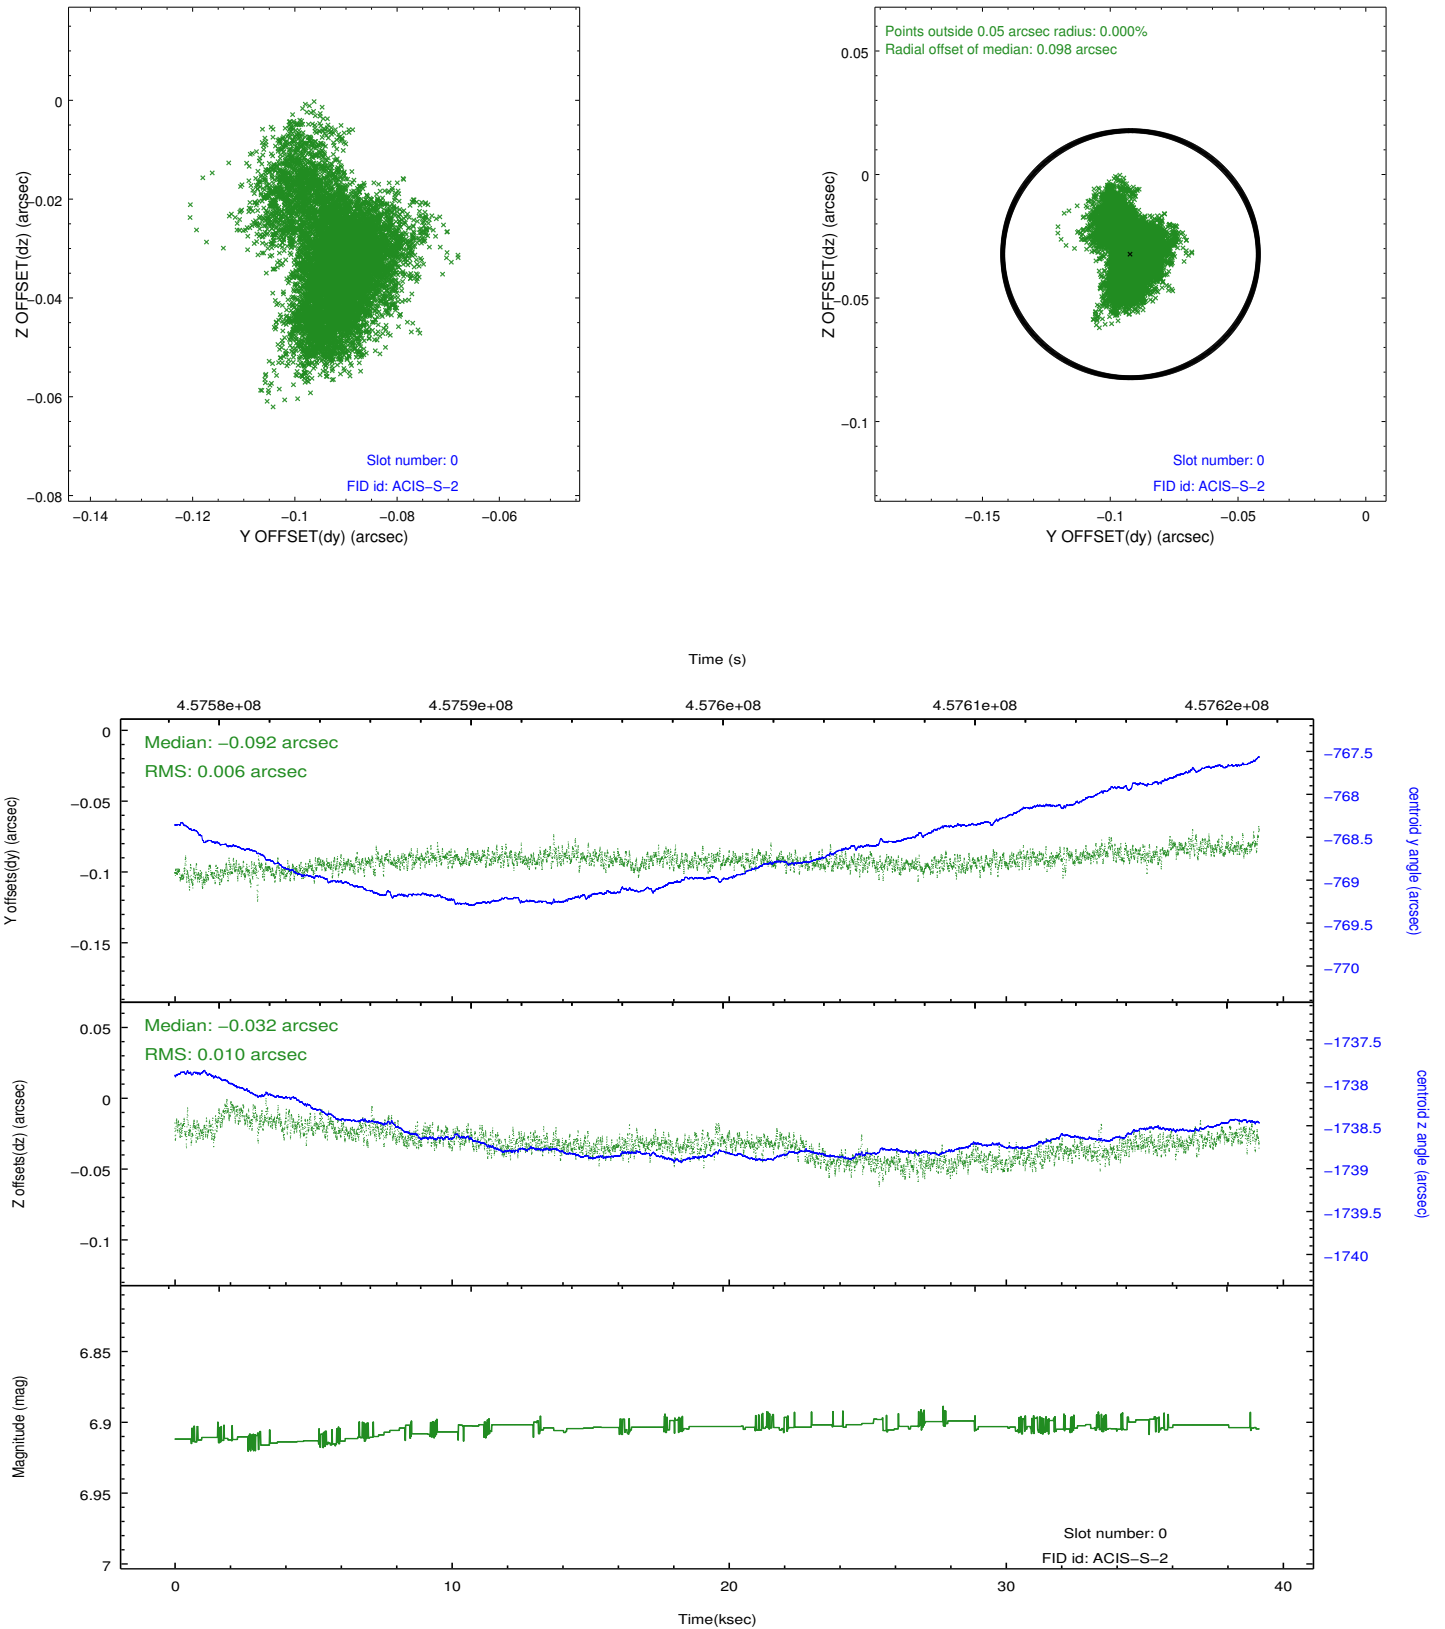 0
−0.02
−0.04
−0.06
−0.08
Z OFFSET(dz) (arcsec)
−0.14
−0.12
−0.1
−0.08
−0.06
Y OFFSET(dy) (arcsec)
Slot number: 0
FID id: ACIS−S−2
Points outside 0.05 arcsec radius: 0.000%
Radial offset of median: 0.098 arcsec
0.05
0
−0.05
−0.1
Z OFFSET(dz) (arcsec)
Slot number: 0
FID id: ACIS−S−2
−0.15
−0.1
−0.05
0
Y OFFSET(dy) (arcsec)
Time (s)
4.5758e+08
4.5759e+08
4.576e+08
4.5761e+08
4.5762e+08
Median: −0.092 arcsec
RMS: 0.006 arcsec
0
−0.05
−0.1
−0.15
Y offsets(dy) (arcsec)
−767.5
−768
−768.5
−769
−769.5
−770
centroid y angle (arcsec)
Median: −0.032 arcsec
RMS: 0.010 arcsec
0.05
0
−0.05
−0.1
Z offsets(dz) (arcsec)
−1737.5
−1738
−1738.5
−1739
−1739.5
−1740
centroid z angle (arcsec)
6.85
6.9
6.95
7
Magnitude (mag)
Slot number: 0
FID id: ACIS−S−2
0
10
20
30
40
Time(ksec)